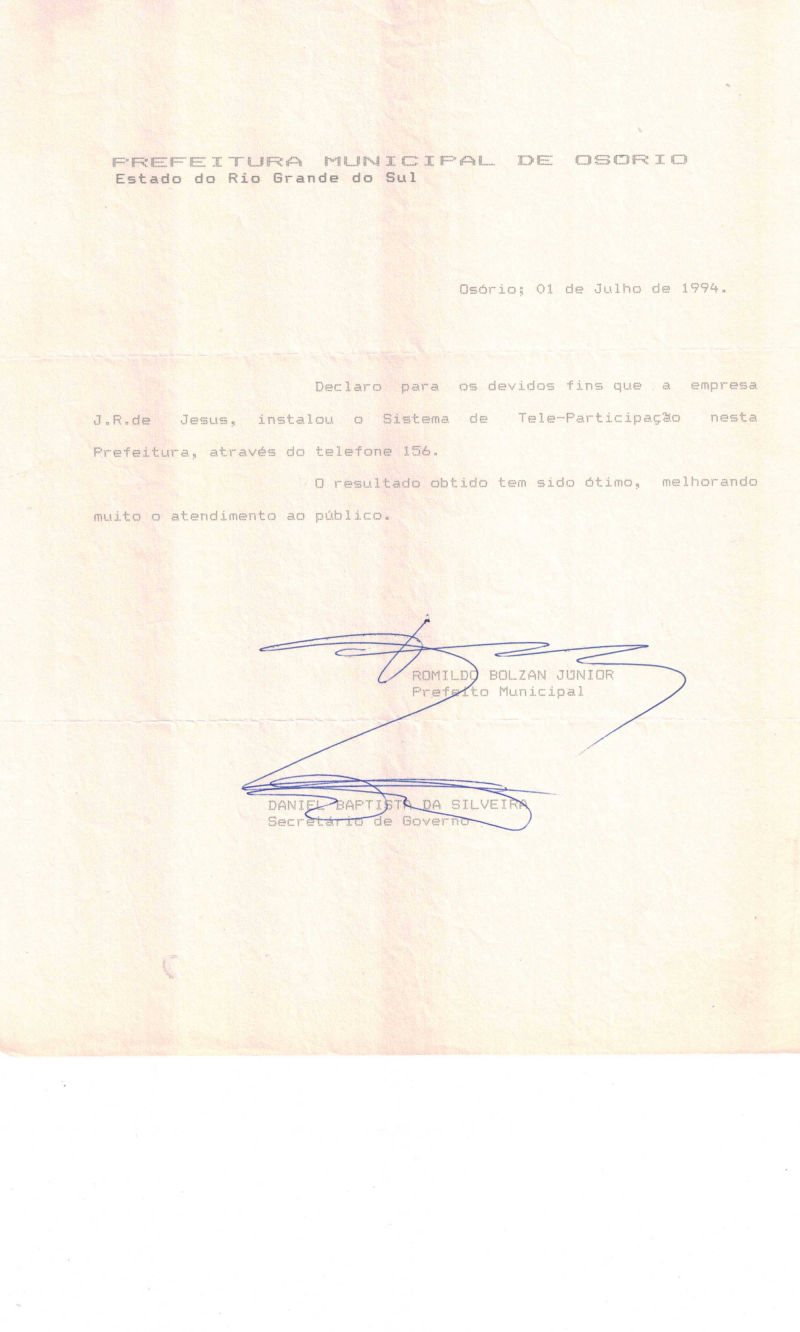 PREFEITURA MUNICIPAL DE OSORIO
Estado do Rio Grande do Sul
Osório; 01 de Julho de 1994.
Declaro para os devidos fins que a empresa
J.R.de Jesus, instalou o Sistema de Tele-Participação nesta
Prefeitura, através do telefone 156.
O resultado obtido tem sido ótimo, melhorando
muito o atendimento ao público.
ROMILDO BOLZAN JÚNIOR
Prefeito Municipal
DANIEL BAPTISTA DA SILVEIRA
Secretário de Governo